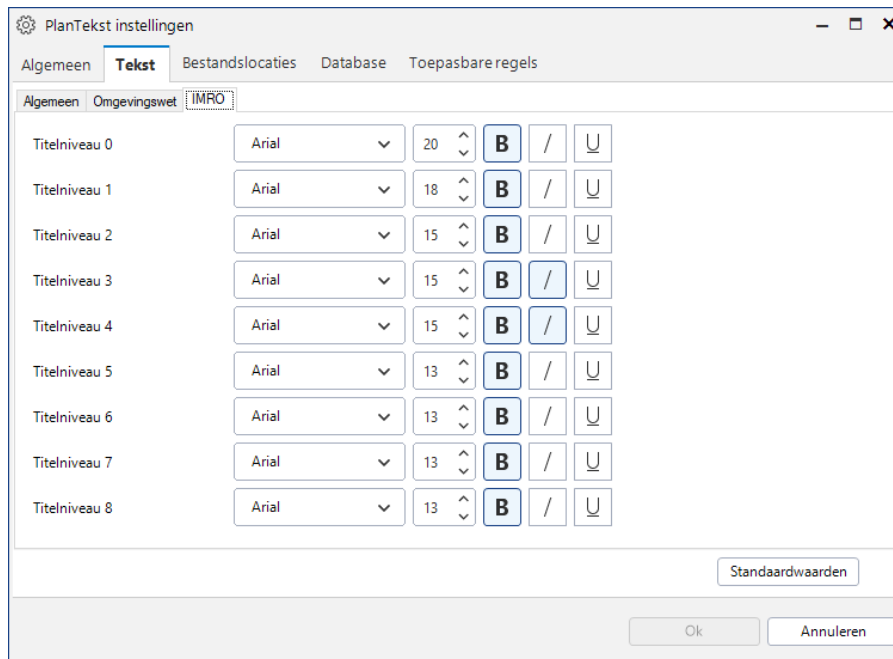 PlanTekst instellingen
Algemeen Tekst Bestandslocaties Database Toepasbare regels
Algemeen Omgevingswet IMRO
Titelniveau 0 Arial 20 B / U
Titelniveau 1 Arial 18 B / U
Titelniveau 2 Arial 15 B / U
Titelniveau 3 Arial 15 B / U
Titelniveau 4 Arial 15 B / U
Titelniveau 5 Arial 13 B / U
Titelniveau 6 Arial 13 B / U
Titelniveau 7 Arial 13 B / U
Titelniveau 8 Arial 13 B / U
Standaardwaarden
Ok Annuleren